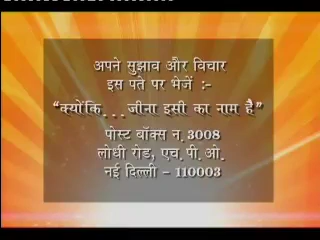 अपने सुझाव और विचार
इस पते पर भेजें :-
“क्योंकि...जीना इसी का नाम है”
पोस्ट बॉक्स न. 3008
लोधी रोड, एच.पी.ओ.
नई दिल्ली - 110003